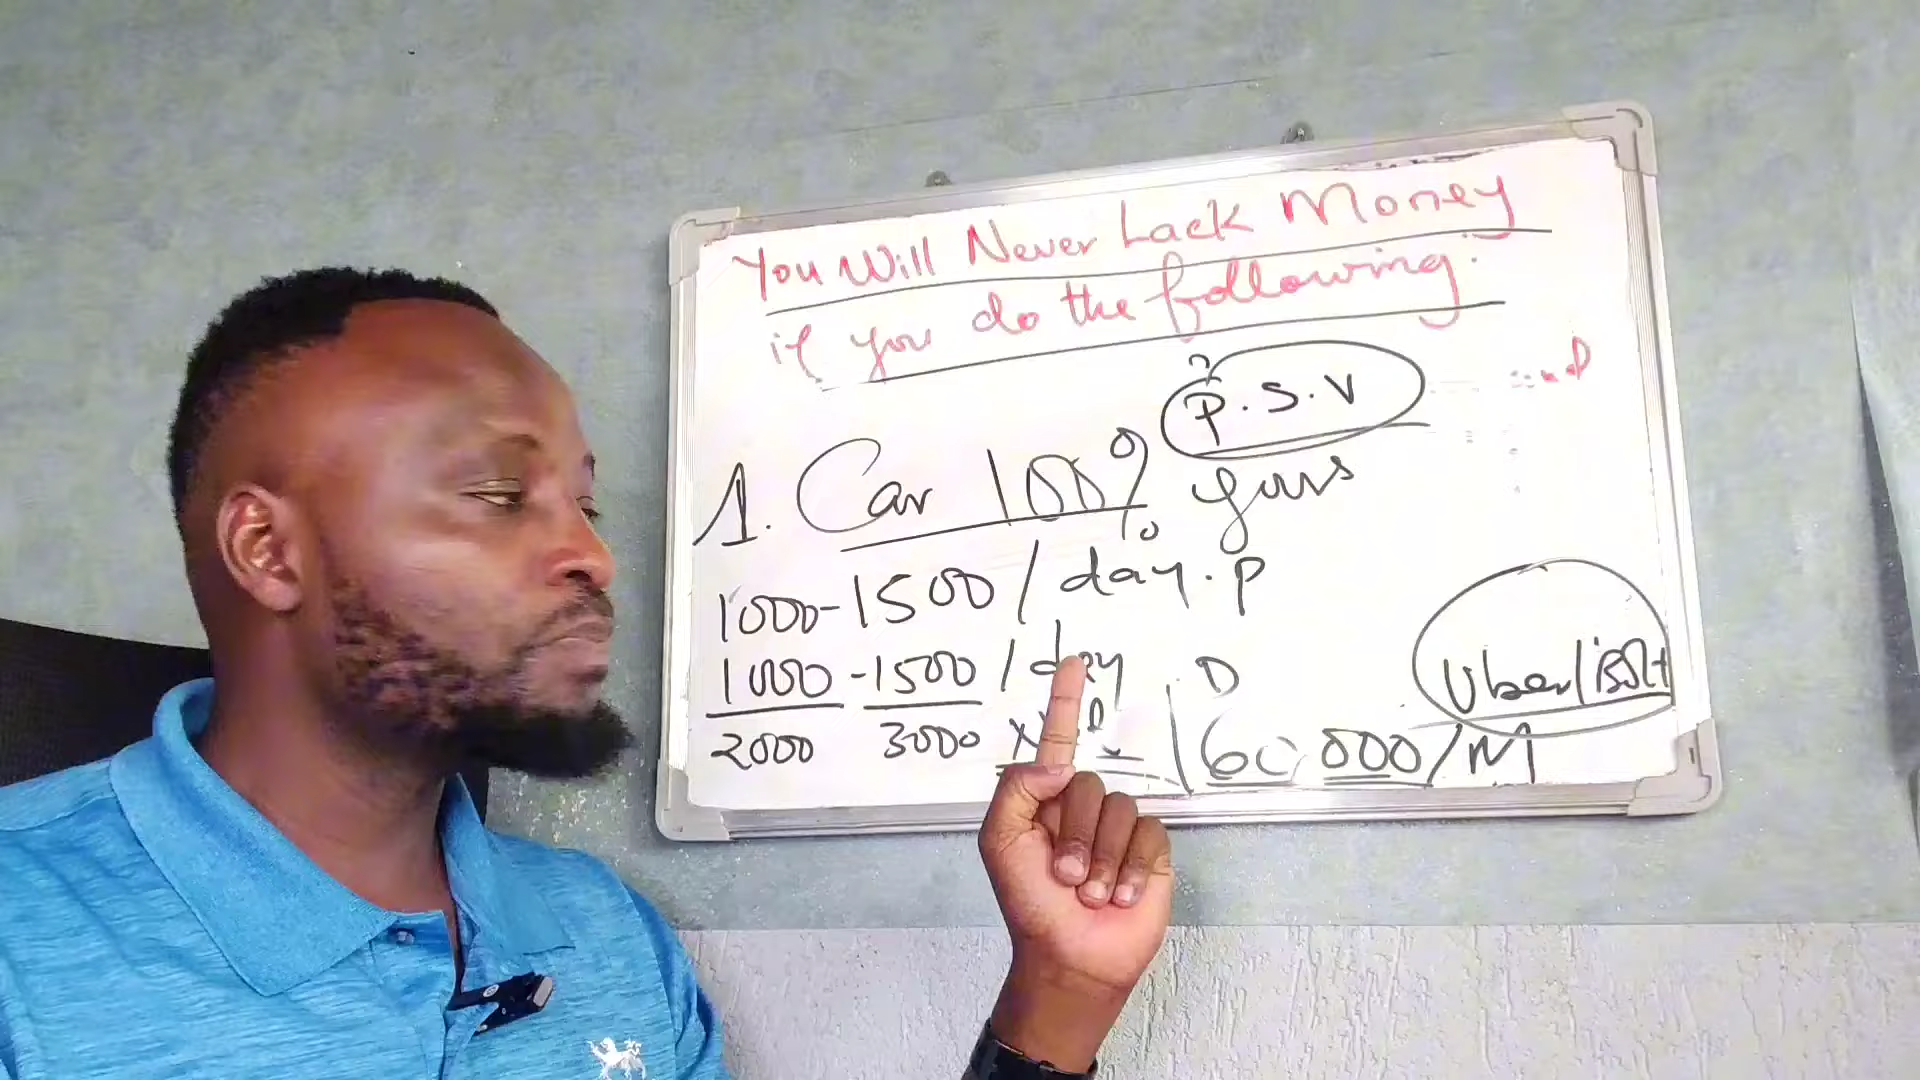 You Will Never Lack Money
if you do the following.
P.S.V
1. Car 100% yours
1000-1500/day.P
1000-1500/day D
2000 3000
60,000/M
Uber/Bolt